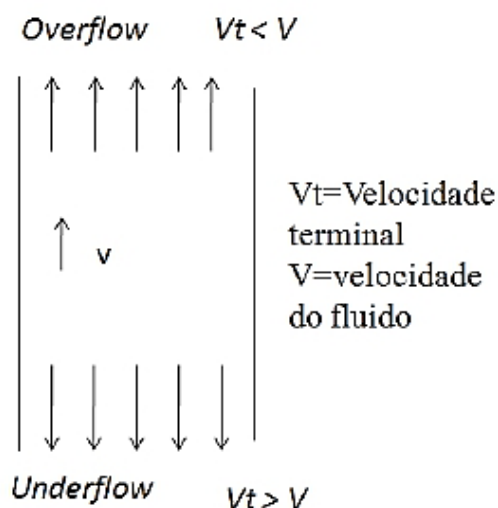 Overflow Vt < V
Vt=Velocidade
terminal
v
V=velocidade
do fluido
Underflow Vt > V